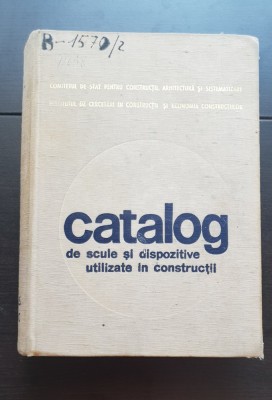 B-1570/2
COMITETUL DE STAT PENTRU CONSTRUCȚII, ARHITECTURĂ ȘI SISTEMATIZARE
INSTITUTUL DE CERCETĂRI ÎN CONSTRUCȚII ȘI ECONOMIA CONSTRUCȚIILOR
catalog
de scule și dispozitive
utilizate in construcții